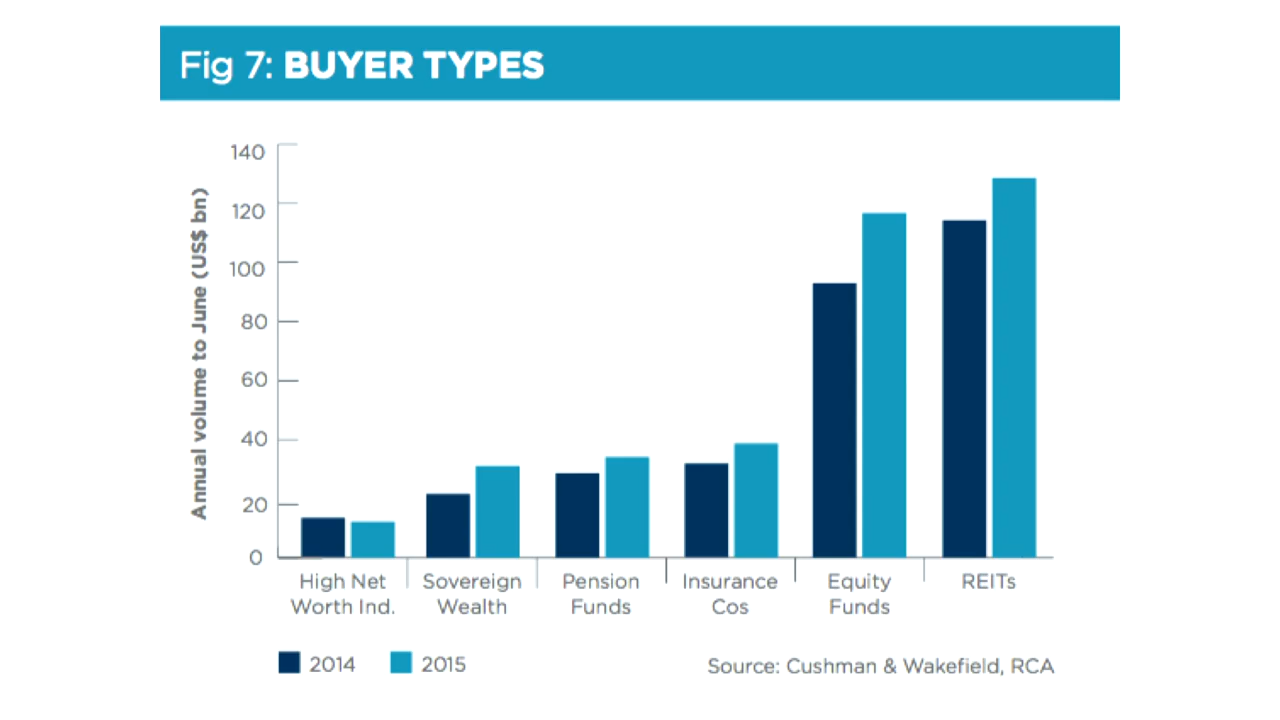 Fig 7: BUYER TYPES
Annual volume to June (US$ bn)
140
120
100
80
60
40
20
0
High Net
Worth Ind.
Sovereign
Wealth
Pension
Funds
Insurance
Cos
Equity
Funds
REITs
2014
2015
Source: Cushman & Wakefield, RCA